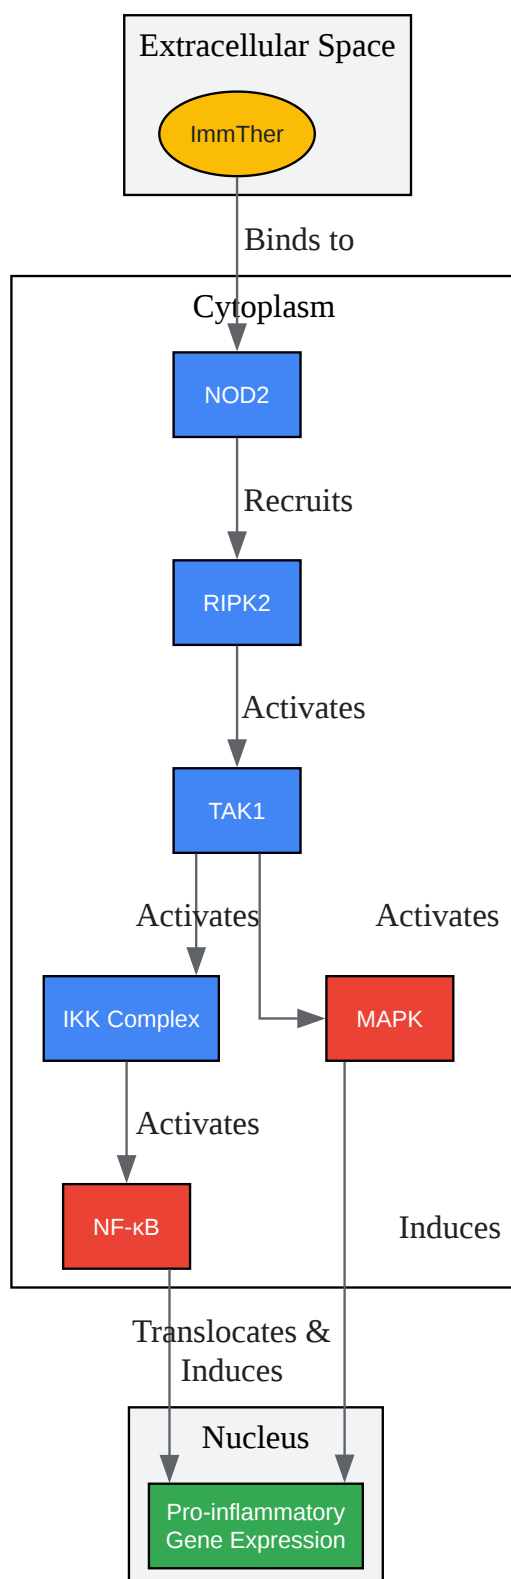 Extracellular Space
ImmTher
Binds to
Cytoplasm
NOD2
Recruits
RIPK2
Activates
TAK1
Activates
Activates
IKK Complex
MAPK
Activates
NF-κB
Induces
Translocates &
Induces
Nucleus
Pro-inflammatory
Gene Expression